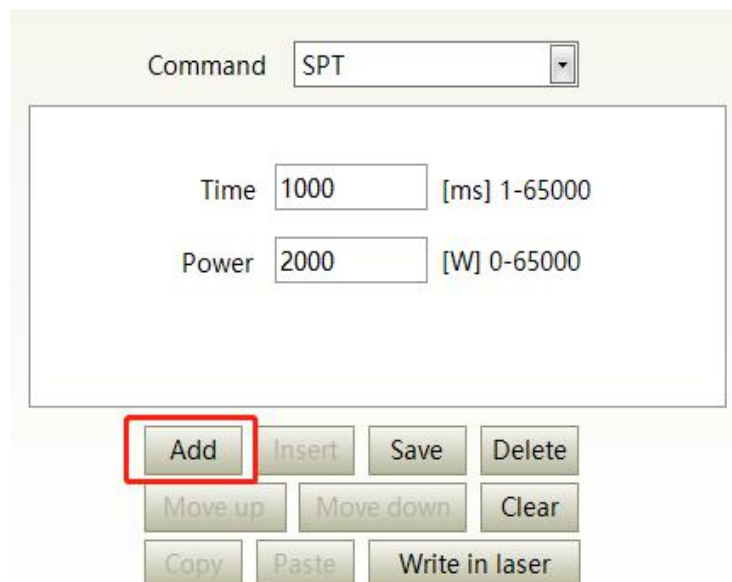 Command SPT
Time 1000 [ms] 1-65000
Power 2000 [W] 0-65000
Add Insert Save Delete
Move up Move down Clear
Copy Paste Write in laser